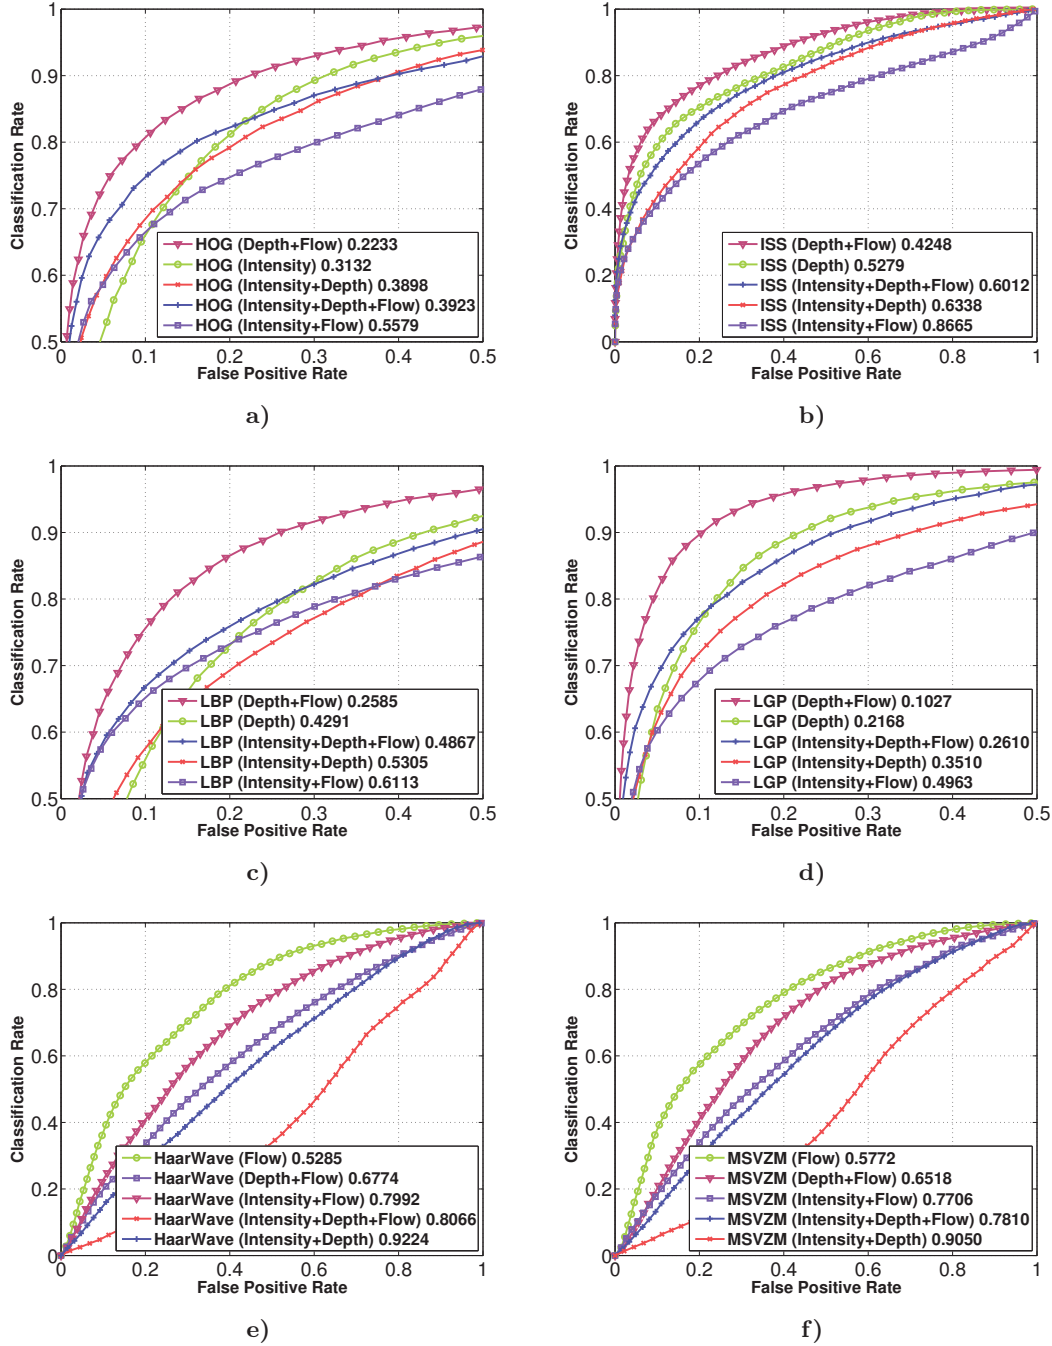 1
0.9
0.8
0.7
0.6
0.5
Classification Rate
HOG (Depth+Flow) 0.2233
HOG (Intensity) 0.3132
HOG (Intensity+Depth) 0.3898
HOG (Intensity+Depth+Flow) 0.3923
HOG (Intensity+Flow) 0.5579
0 0.1 0.2 0.3 0.4 0.5
False Positive Rate
a)
1
0.8
0.6
0.4
0.2
0
Classification Rate
ISS (Depth+Flow) 0.4248
ISS (Depth) 0.5279
ISS (Intensity+Depth+Flow) 0.6012
ISS (Intensity+Depth) 0.6338
ISS (Intensity+Flow) 0.8665
0 0.2 0.4 0.6 0.8 1
False Positive Rate
b)
1
0.9
0.8
0.7
0.6
0.5
Classification Rate
LBP (Depth+Flow) 0.2585
LBP (Depth) 0.4291
LBP (Intensity+Depth+Flow) 0.4867
LBP (Intensity+Depth) 0.5305
LBP (Intensity+Flow) 0.6113
0 0.1 0.2 0.3 0.4 0.5
False Positive Rate
c)
1
0.9
0.8
0.7
0.6
0.5
Classification Rate
LGP (Depth+Flow) 0.1027
LGP (Depth) 0.2168
LGP (Intensity+Depth+Flow) 0.2610
LGP (Intensity+Depth) 0.3510
LGP (Intensity+Flow) 0.4963
0 0.1 0.2 0.3 0.4 0.5
False Positive Rate
d)
1
0.8
0.6
0.4
0.2
0
Classification Rate
HaarWave (Flow) 0.5285
HaarWave (Depth+Flow) 0.6774
HaarWave (Intensity+Flow) 0.7992
HaarWave (Intensity+Depth+Flow) 0.8066
HaarWave (Intensity+Depth) 0.9224
0 0.2 0.4 0.6 0.8 1
False Positive Rate
e)
1
0.8
0.6
0.4
0.2
0
Classification Rate
MSVZM (Flow) 0.5772
MSVZM (Depth+Flow) 0.6518
MSVZM (Intensity+Flow) 0.7706
MSVZM (Intensity+Depth+Flow) 0.7810
MSVZM (Intensity+Depth) 0.9050
0 0.2 0.4 0.6 0.8 1
False Positive Rate
f)